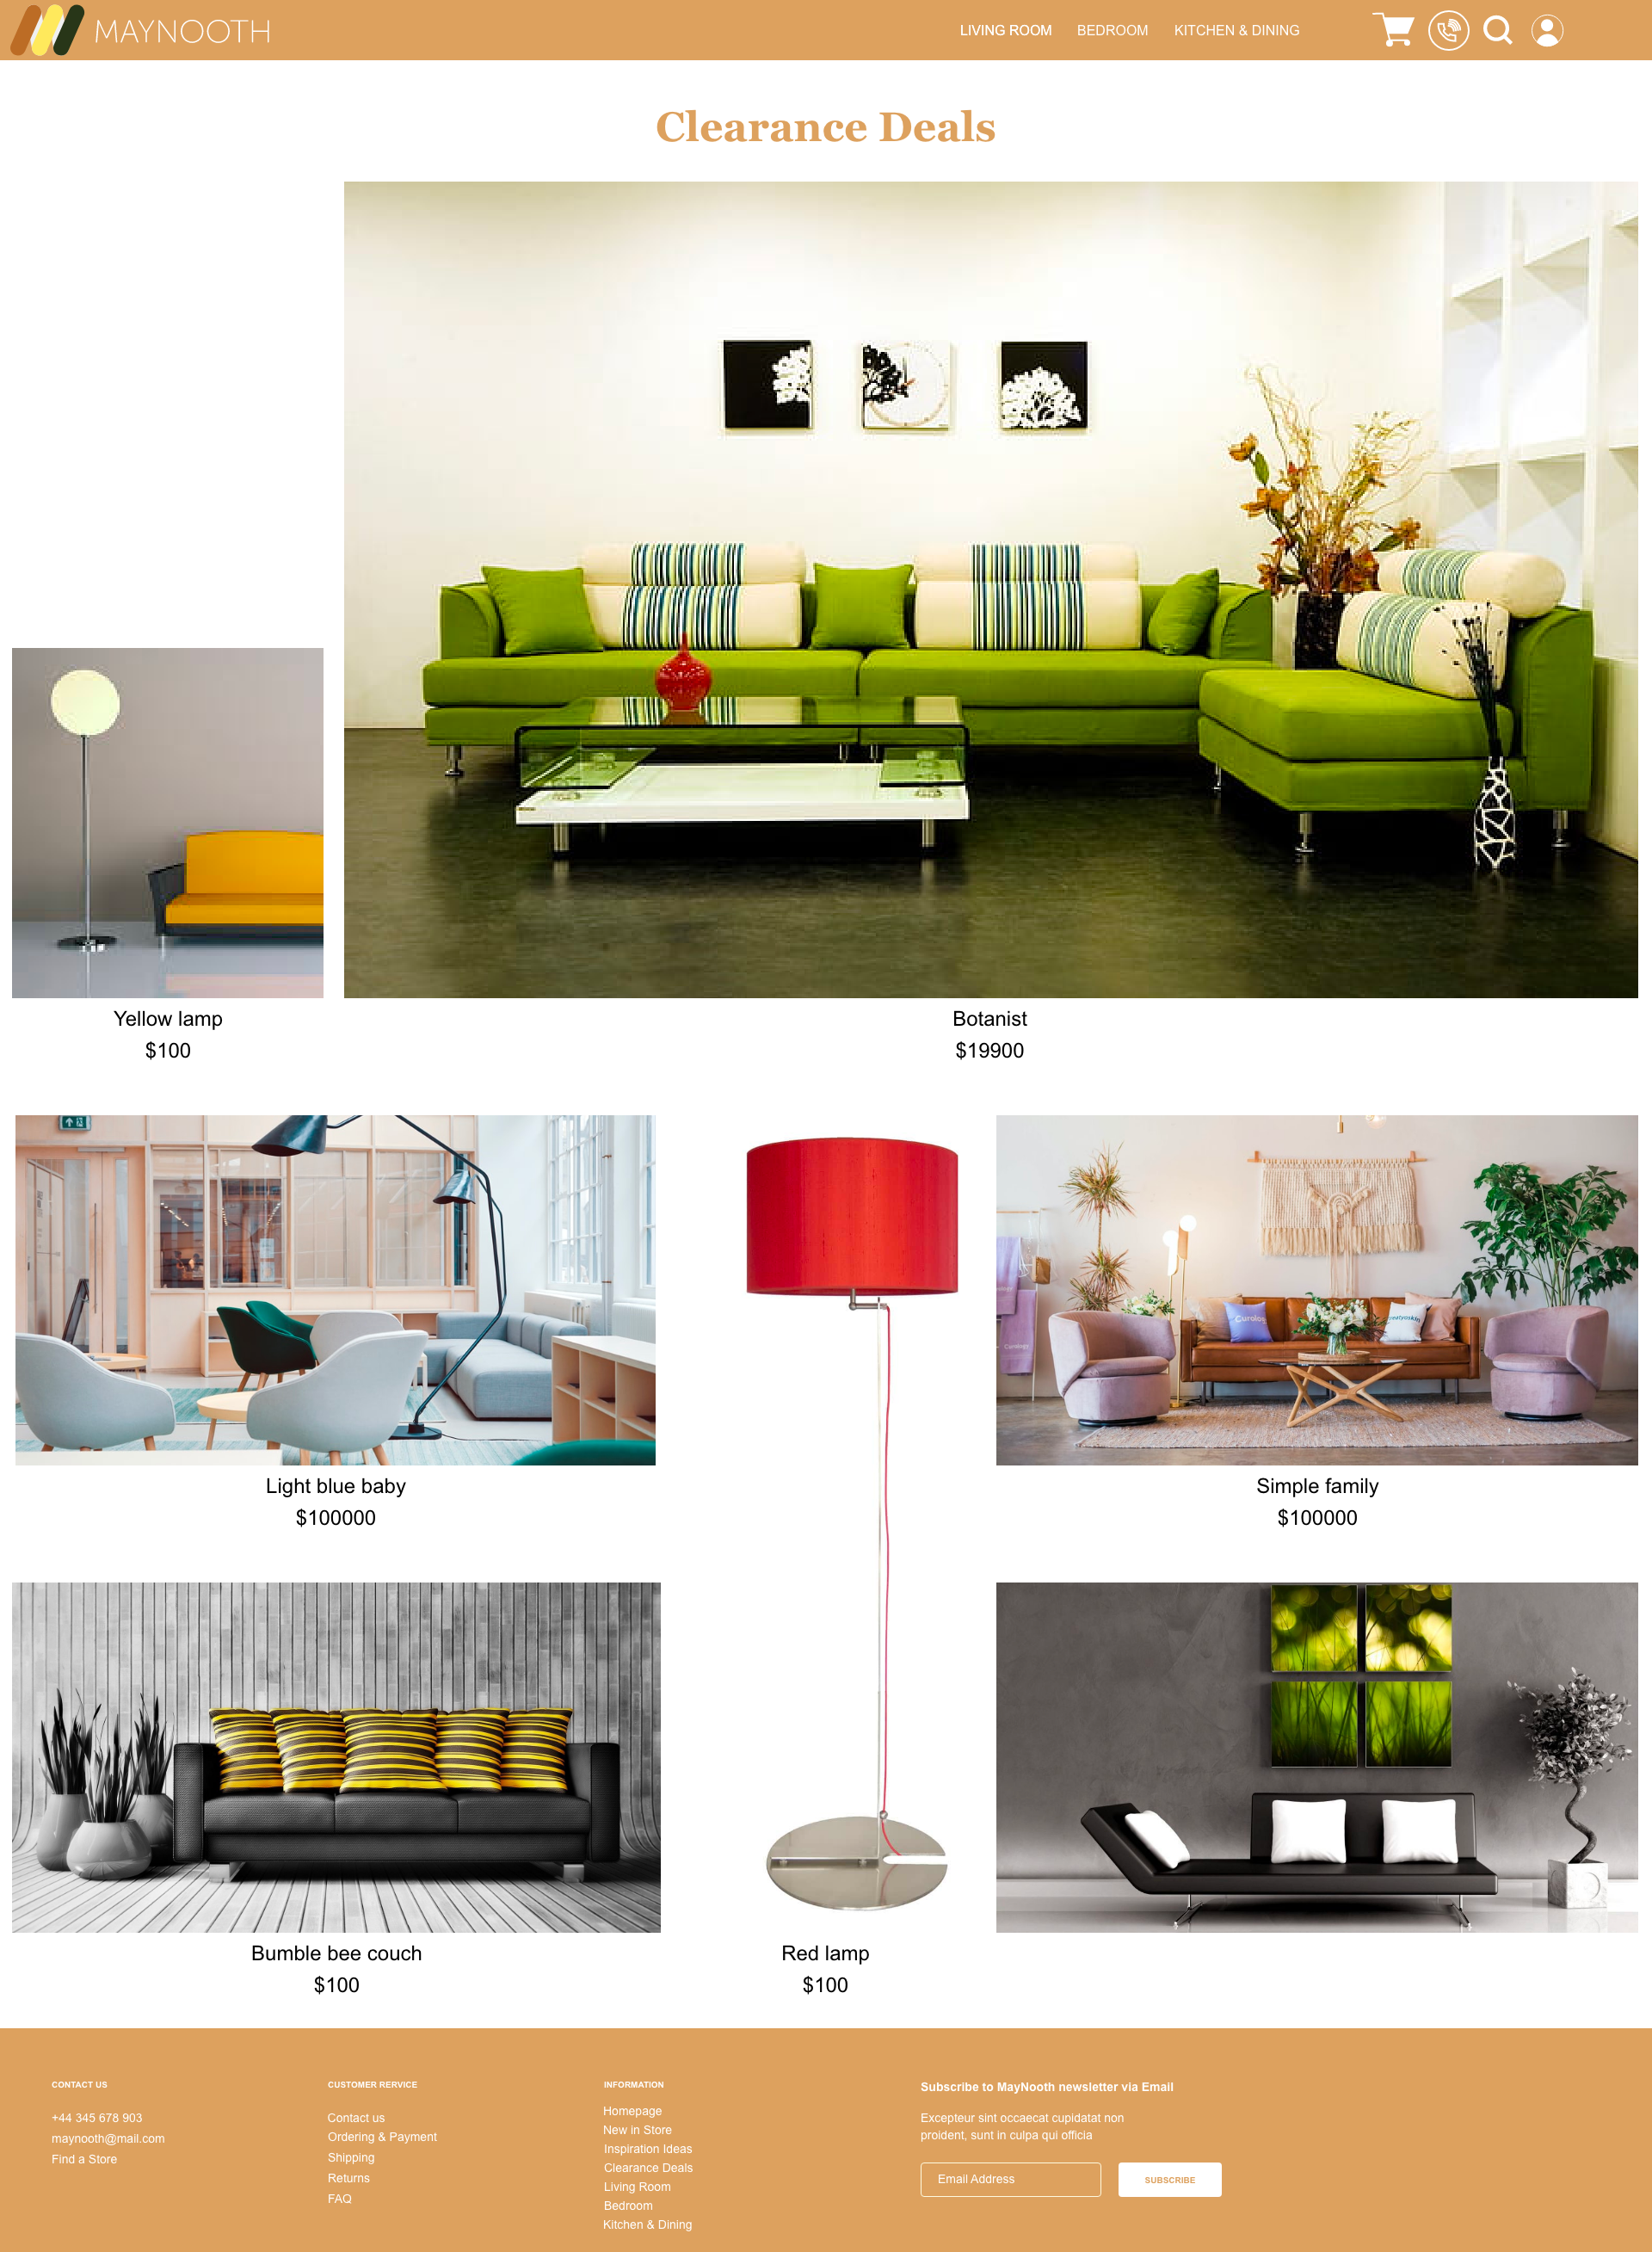 MAYNOOTH
LIVING ROOM
BEDROOM
KITCHEN & DINING
Clearance Deals
Yellow lamp
$100
Botanist
$19900
Curology
Light blue baby
$100000
Simple family
$100000
Bumble bee couch
$100
Red lamp
$100
CONTACT US
+44 345 678 903
maynooth@mail.com
Find a Store
CUSTOMER RERVICE
Contact us
Ordering & Payment
Shipping
Returns
FAQ
INFORMATION
Homepage
New in Store
Inspiration Ideas
Clearance Deals
Living Room
Bedroom
Kitchen & Dining
Subscribe to MayNooth newsletter via Email
Excepteur sint occaecat cupidatat non
proident, sunt in culpa qui officia
Email Address
SUBSCRIBE